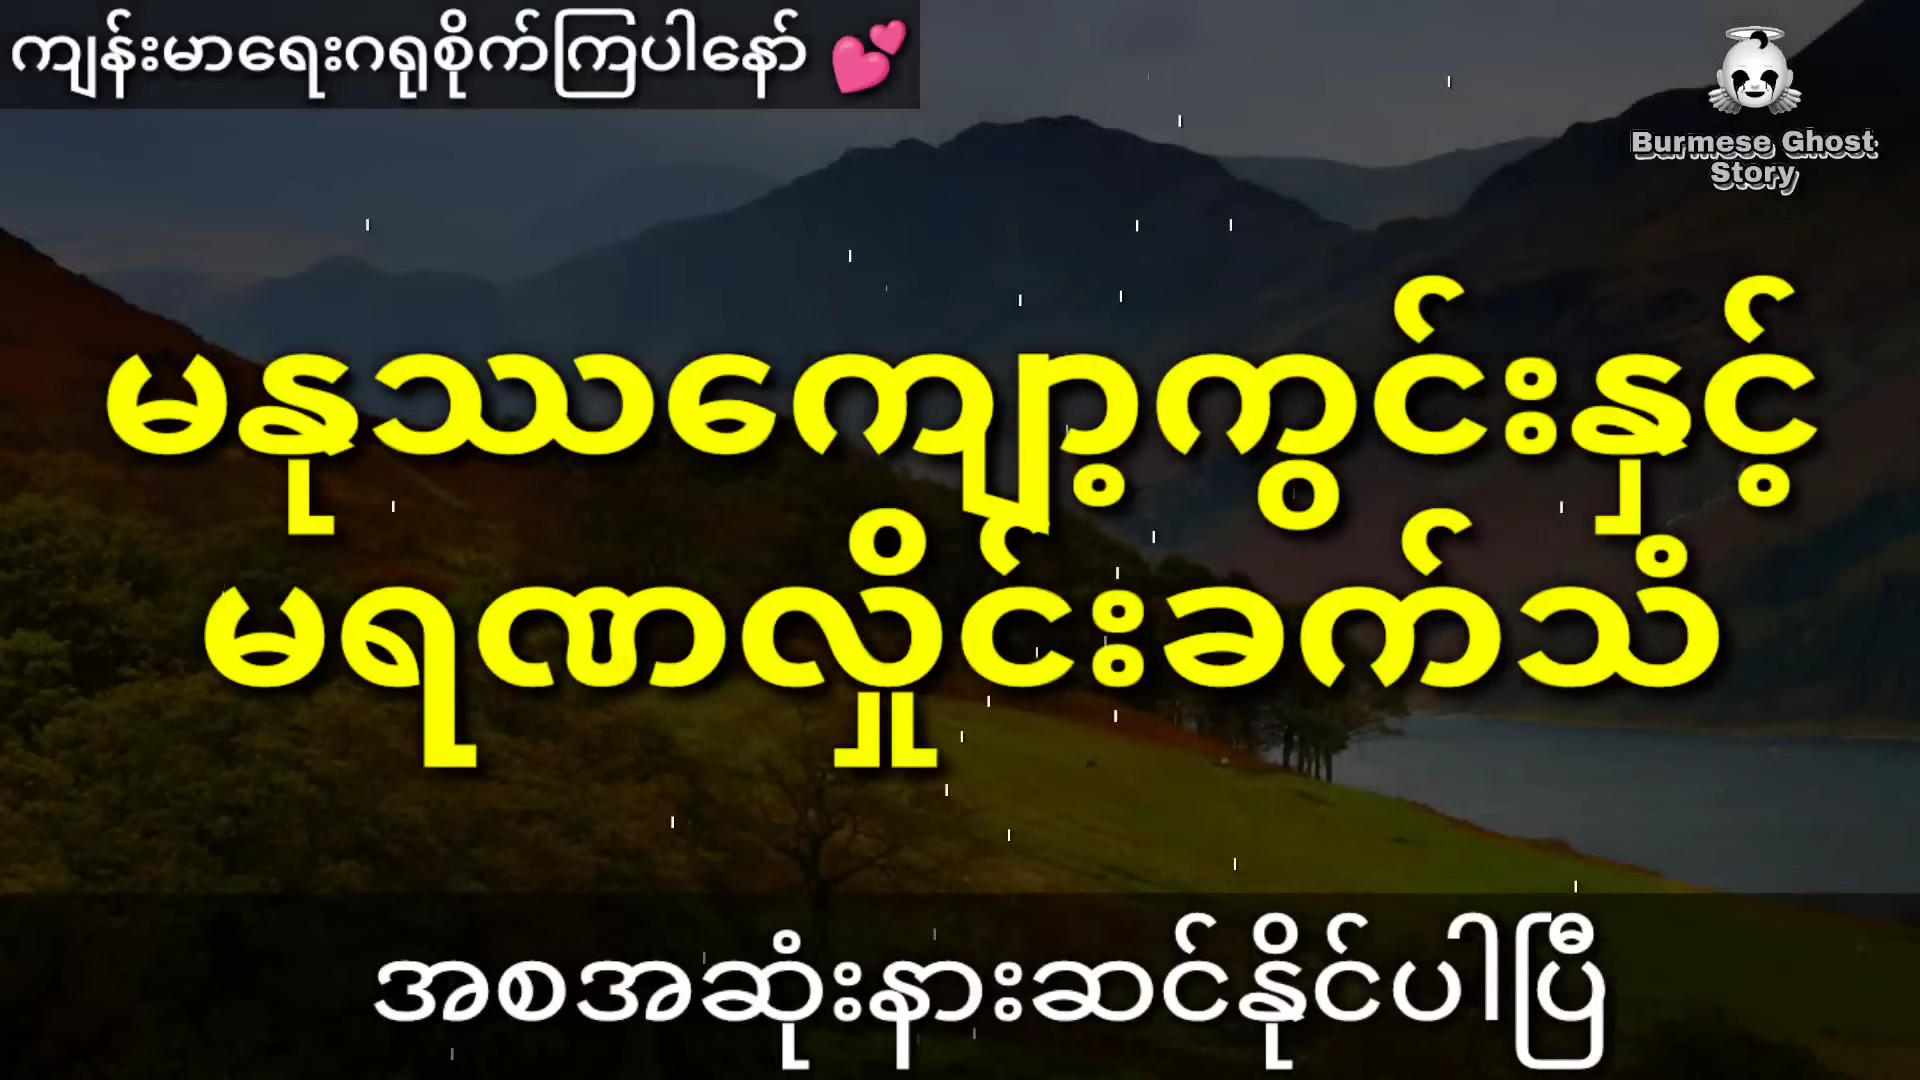 ကျန်းမာရေးဂရုစိုက်ကြပါနော် 💕
Burmese Ghost
Story
မနုဿကျော့ကွင်းနှင့်
မရဏလှိုင်းခက်သံ
အစအဆုံးနားဆင်နိုင်ပါပြီ